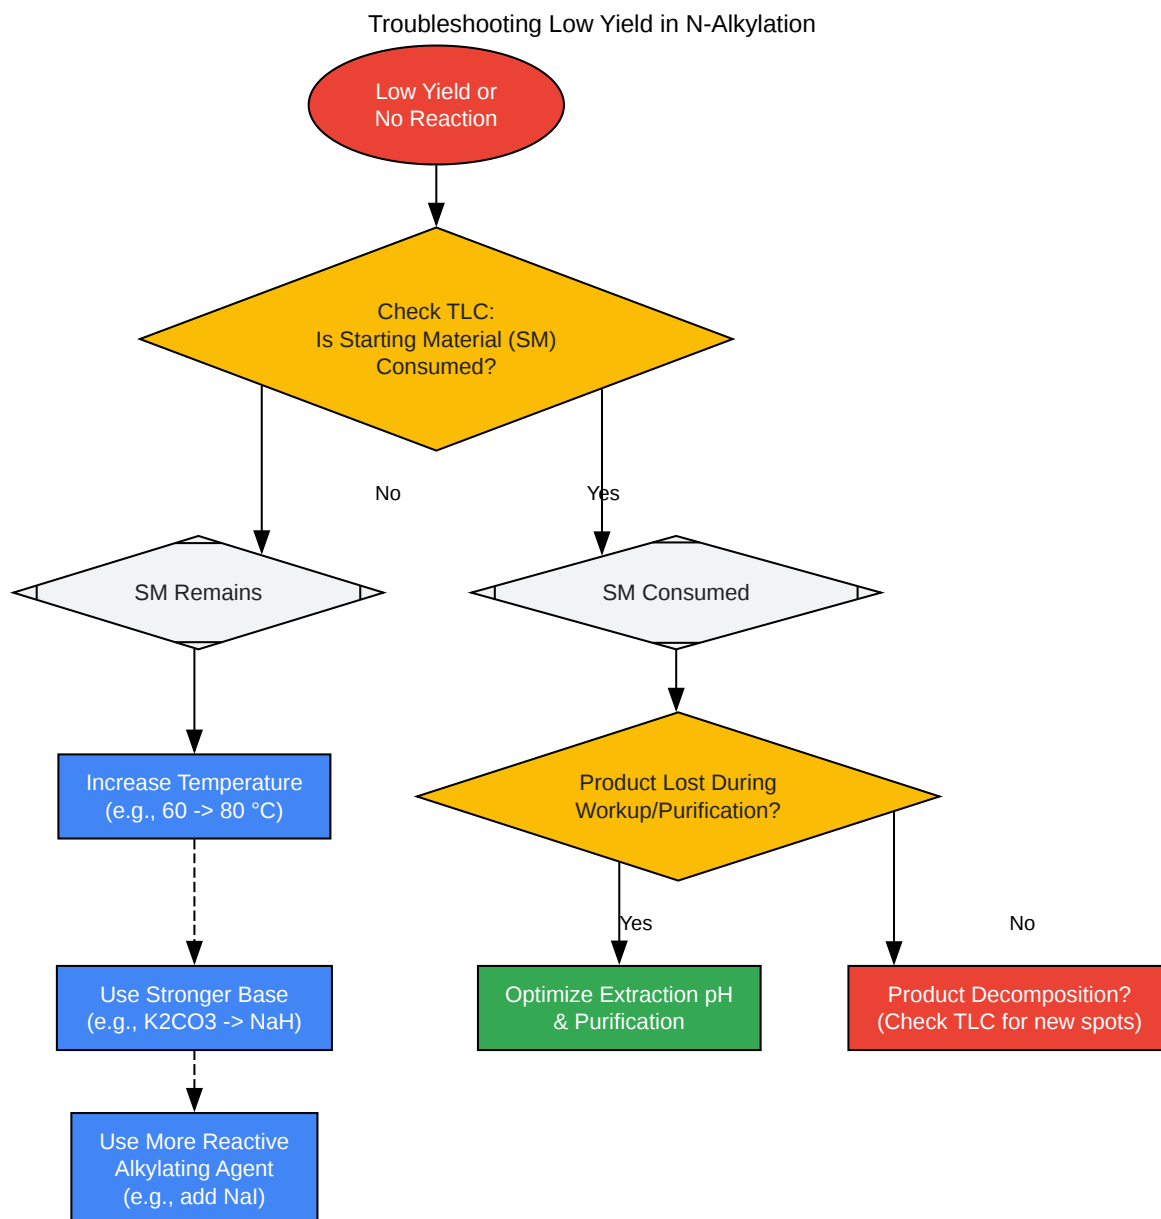 Troubleshooting Low Yield in N-Alkylation
Low Yield or
No Reaction
Check TLC:
Is Starting Material (SM)
Consumed?
No
Yes
SM Remains
SM Consumed
Increase Temperature
(e.g., 60 -> 80 °C)
Product Lost During
Workup/Purification?
Yes
No
Use Stronger Base
(e.g., K2CO3 -> NaH)
Optimize Extraction pH
& Purification
Product Decomposition?
(Check TLC for new spots)
Use More Reactive
Alkylating Agent
(e.g., add NaI)